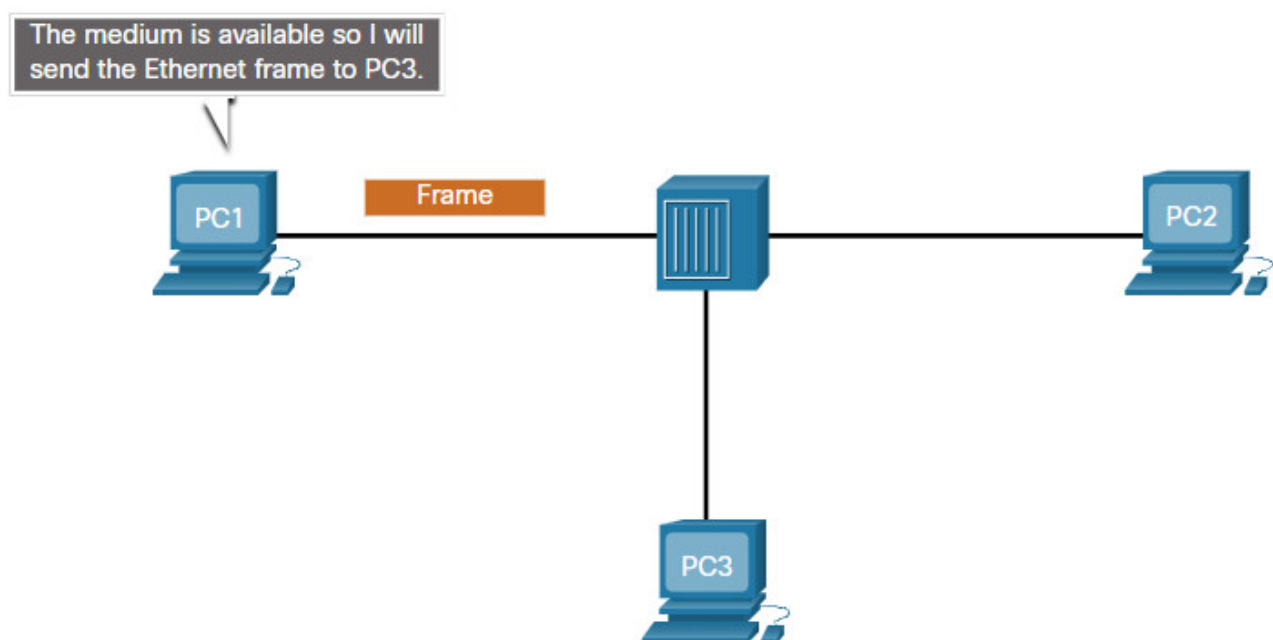 The medium is available so I will
send the Ethernet frame to PC3.
Frame
PC1
PC2
PC3